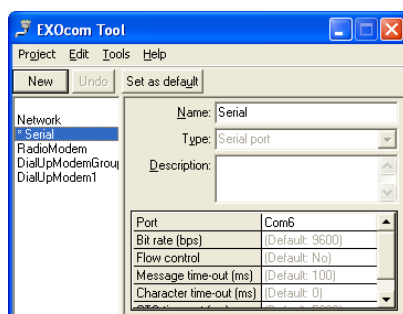 EXOcom Tool
Project Edit Tools Help
New Undo Set as default
Network
* Serial
RadioModem
DialUpModemGroup
DialUpModem1
Name: Serial
Type: Serial port
Description:
Port Com6
Bit rate (bps) (Default: 9600)
Flow control (Default: No)
Message time-out (ms) (Default: 100)
Character time-out (ms) (Default: 0)